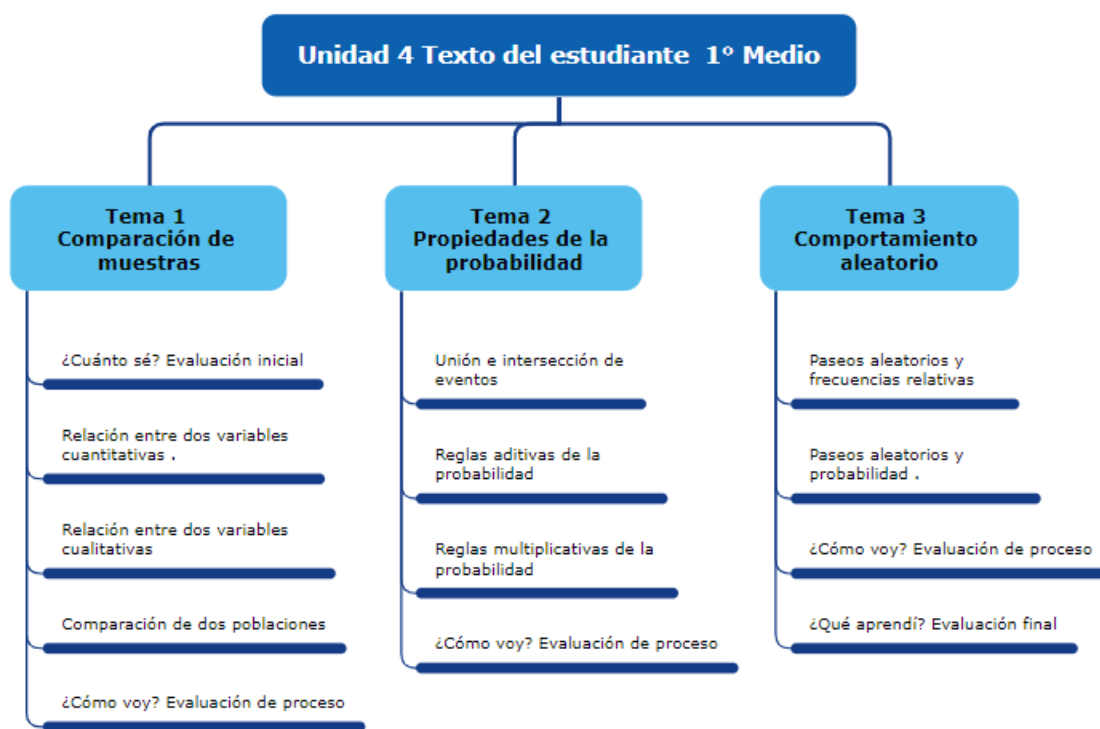 Unidad 4 Texto del estudiante 1º Medio
Tema 1
Comparación de
muestras
¿Cuánto sé? Evaluación inicial
Relación entre dos variables
cuantitativas .
Relación entre dos variables
cualitativas
Comparación de dos poblaciones
¿Cómo voy? Evaluación de proceso
Tema 2
Propiedades de la
probabilidad
Unión e intersección de
eventos
Reglas aditivas de la
probabilidad
Reglas multiplicativas de la
probabilidad
¿Cómo voy? Evaluación de proceso
Tema 3
Comportamiento
aleatorio
Paseos aleatorios y
frecuencias relativas
Paseos aleatorios y
probabilidad .
¿Cómo voy? Evaluación de proceso
¿Qué aprendí? Evaluación final